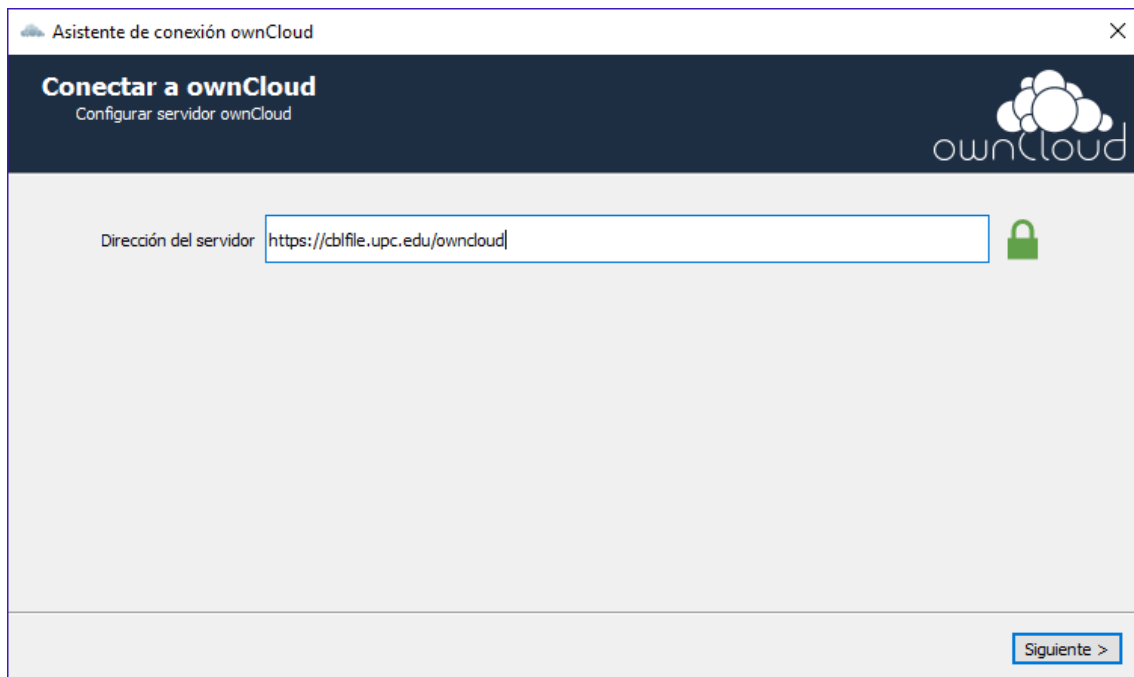 Asistente de conexión ownCloud
Conectar a ownCloud
Configurar servidor ownCloud
ownCloud
Dirección del servidor https://cblfile.upc.edu/owncloud
Siguiente >